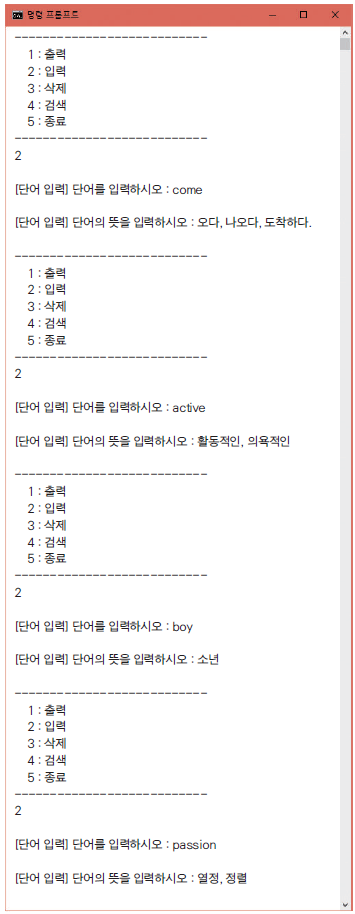 명령 프롬프트
---------------------------
1 : 출력
2 : 입력
3 : 삭제
4 : 검색
5 : 종료
---------------------------
2
[단어 입력] 단어를 입력하시오 : come
[단어 입력] 단어의 뜻을 입력하시오 : 오다, 나오다, 도착하다.
---------------------------
1 : 출력
2 : 입력
3 : 삭제
4 : 검색
5 : 종료
---------------------------
2
[단어 입력] 단어를 입력하시오 : active
[단어 입력] 단어의 뜻을 입력하시오 : 활동적인, 의욕적인
---------------------------
1 : 출력
2 : 입력
3 : 삭제
4 : 검색
5 : 종료
---------------------------
2
[단어 입력] 단어를 입력하시오 : boy
[단어 입력] 단어의 뜻을 입력하시오 : 소년
---------------------------
1 : 출력
2 : 입력
3 : 삭제
4 : 검색
5 : 종료
---------------------------
2
[단어 입력] 단어를 입력하시오 : passion
[단어 입력] 단어의 뜻을 입력하시오 : 열정, 정렬